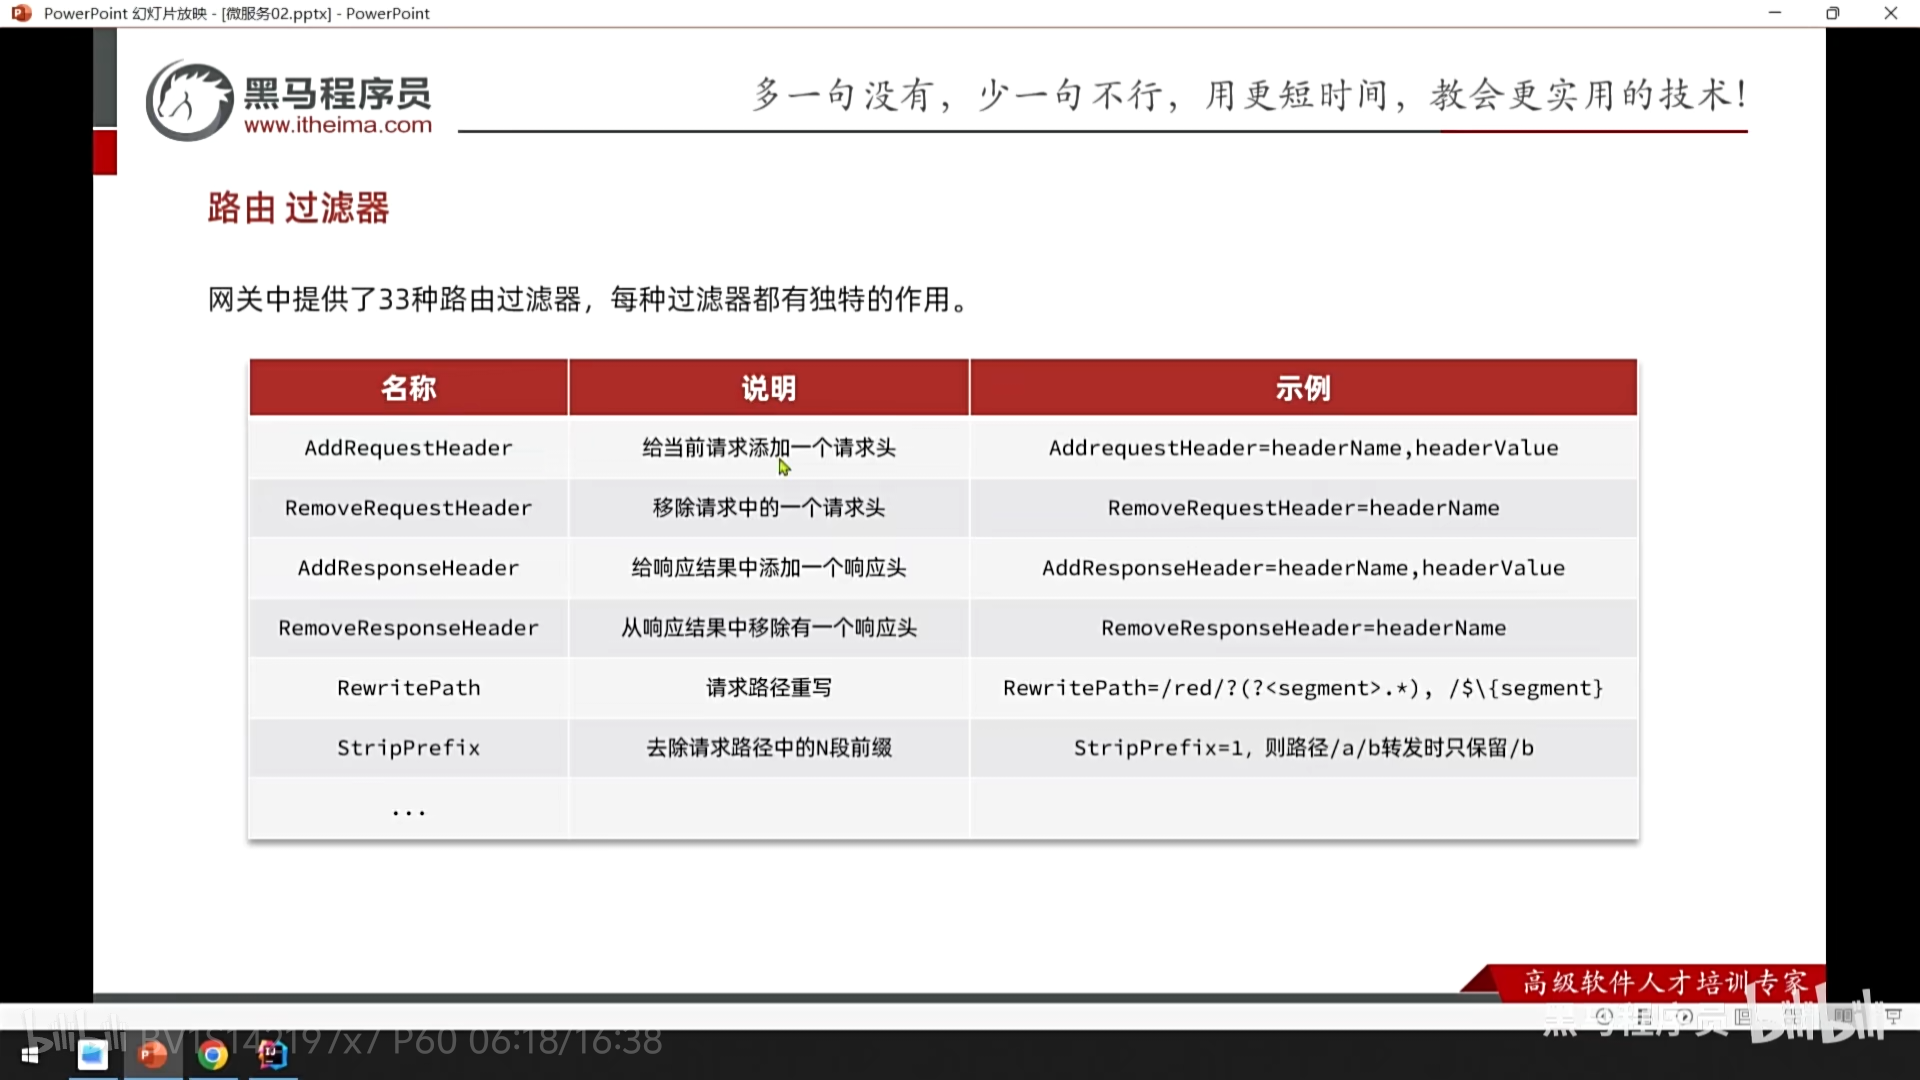 PowerPoint 幻灯片放映 - [微服务02.pptx] - PowerPoint
黑马程序员
www.itheima.com
多一句没有，少一句不行，用更短时间，教会更实用的技术！
路由 过滤器
网关中提供了33种路由过滤器，每种过滤器都有独特的作用。
名称 说明 示例
AddRequestHeader 给当前请求添加一个请求头 AddrequestHeader=headerName,headerValue
RemoveRequestHeader 移除请求中的一个请求头 RemoveRequestHeader=headerName
AddResponseHeader 给响应结果中添加一个响应头 AddResponseHeader=headerName,headerValue
RemoveResponseHeader 从响应结果中移除有一个响应头 RemoveResponseHeader=headerName
RewritePath 请求路径重写 RewritePath=/red/?(?<segment>.*), /$\{segment}
StripPrefix 去除请求路径中的N段前缀 StripPrefix=1，则路径/a/b转发时只保留/b
...
高级软件人才培训专家
黑马程序员 bilibili
bilibili P60 06:18/16:38